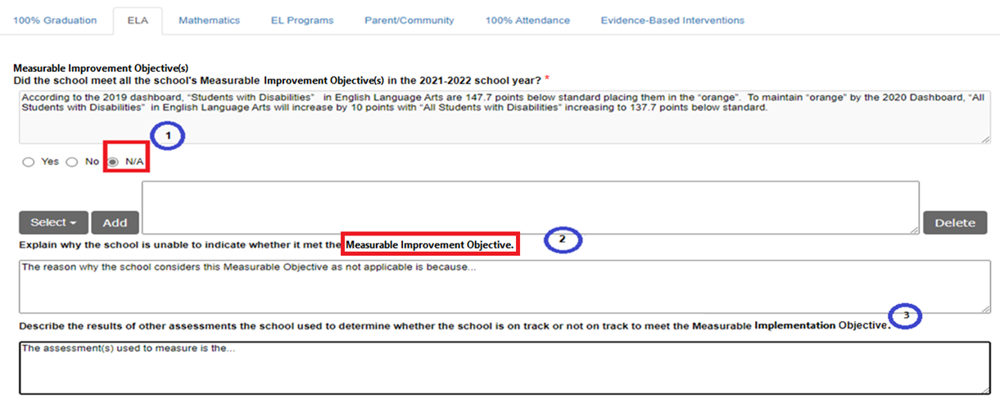 100% Graduation ELA Mathematics EL Programs Parent/Community 100% Attendance Evidence-Based Interventions
Measurable Improvement Objective(s)
Did the school meet all the school's Measurable Improvement Objective(s) in the 2021-2022 school year? *
According to the 2019 dashboard, “Students with Disabilities” in English Language Arts are 147.7 points below standard placing them in the “orange”. To maintain “orange” by the 2020 Dashboard, “All
Students with Disabilities” in English Language Arts will increase by 10 points with “All Students with Disabilities” increasing to 137.7 points below standard.
1
Yes No N/A
Select Add Delete
Explain why the school is unable to indicate whether it met the Measurable Improvement Objective. 2
The reason why the school considers this Measurable Objective as not applicable is because...
3
Describe the results of other assessments the school used to determine whether the school is on track or not on track to meet the Measurable Implementation Objective.
The assessment(s) used to measure is the...